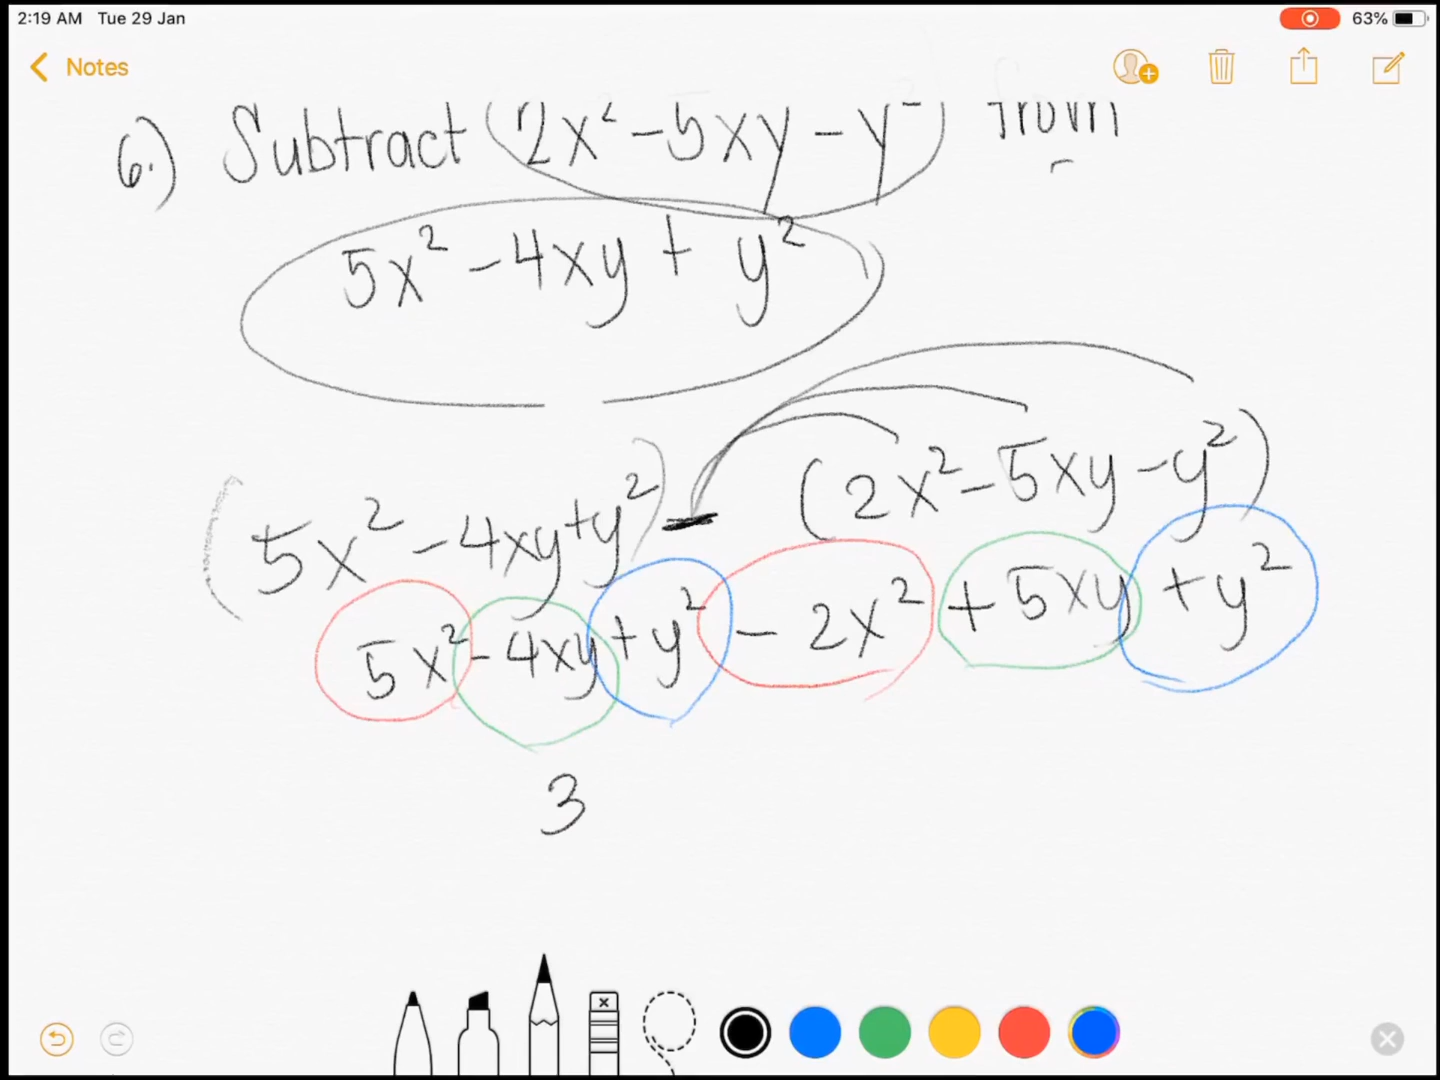 2:19 AM Tue 29 Jan 63%
Notes
6.) Subtract (2x² - 5xy - y²) from
5x² - 4xy + y²
(5x² - 4xy + y²) - (2x² - 5xy - y²)
5x² - 4xy + y² - 2x² + 5xy + y²
3